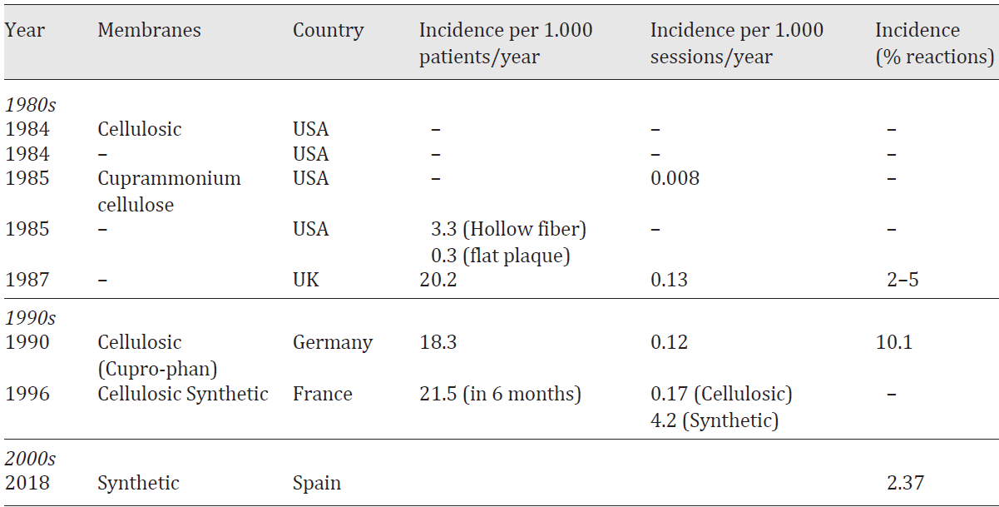 Year Membranes Country Incidence per 1.000 Incidence per 1.000 Incidence
patients/year sessions/year (% reactions)
1980s
1984 Cellulosic USA – – –
1984 – USA – – –
1985 Cuprammonium USA – 0.008 –
cellulose
1985 – USA 3.3 (Hollow fiber) – –
0.3 (flat plaque)
1987 – UK 20.2 0.13 2–5
1990s
1990 Cellulosic Germany 18.3 0.12 10.1
(Cupro-phan)
1996 Cellulosic Synthetic France 21.5 (in 6 months) 0.17 (Cellulosic) –
4.2 (Synthetic)
2000s
2018 Synthetic Spain 2.37